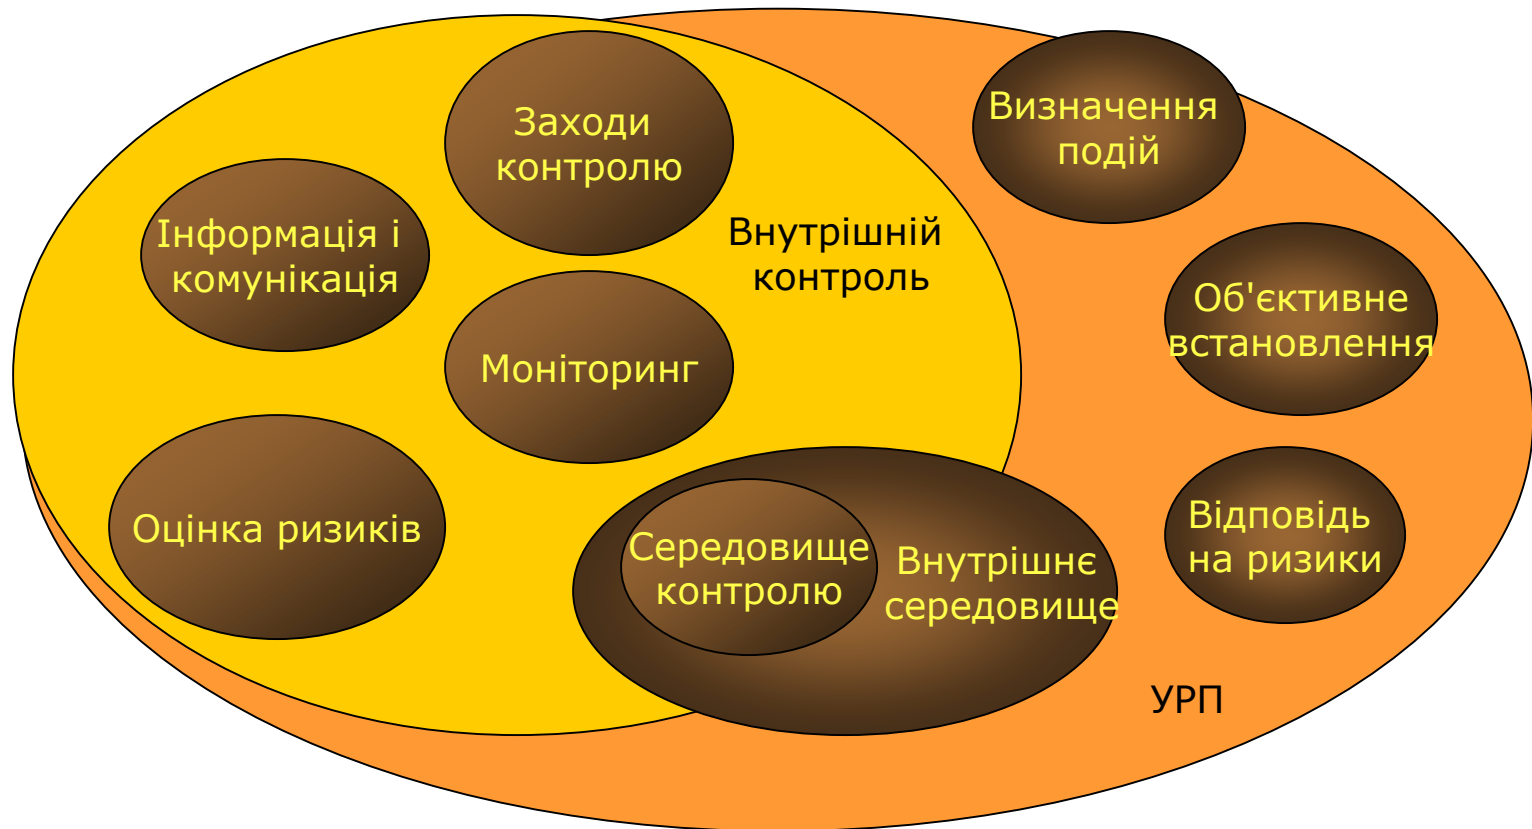 Заходи
контролю
Визначення
подій
Інформація і
комунікація
Внутрішній
контроль
Об'єктивне
встановлення
Моніторинг
Оцінка ризиків
Середовище
контролю
Внутрішнє
середовище
Відповідь
на ризики
УРП